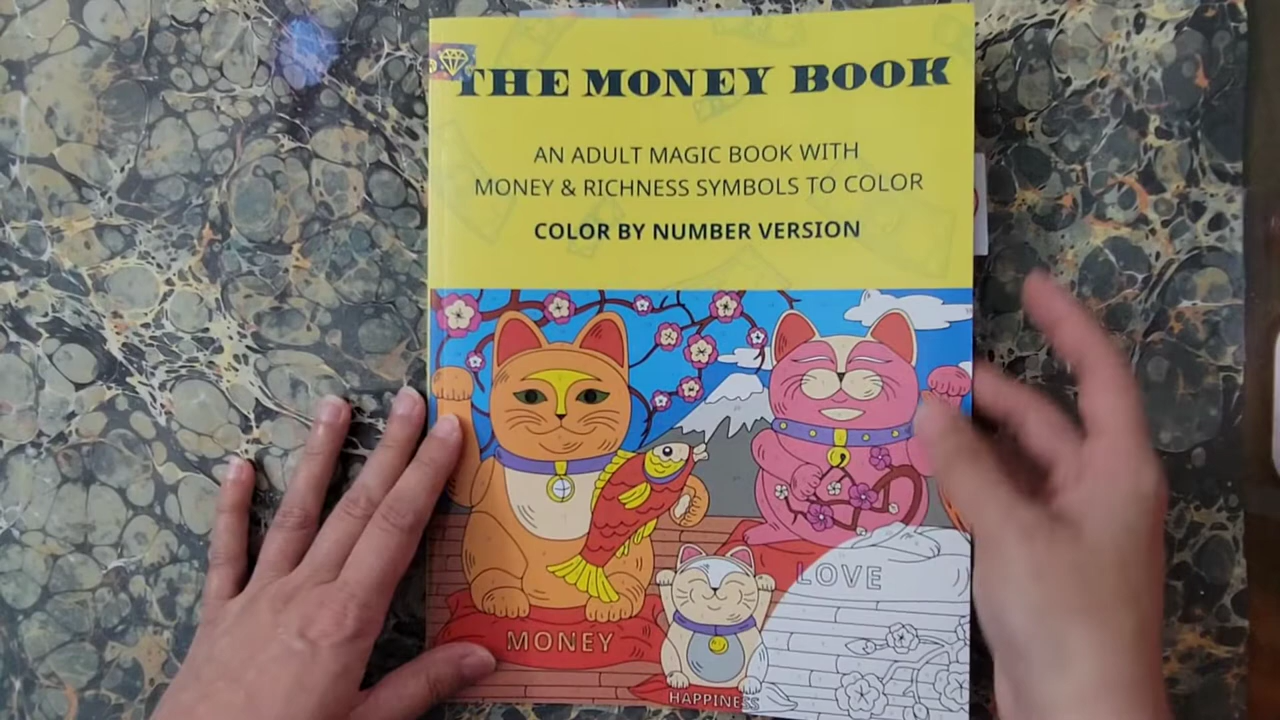 THE MONEY BOOK
AN ADULT MAGIC BOOK WITH
MONEY & RICHNESS SYMBOLS TO COLOR
COLOR BY NUMBER VERSION
LOVE
MONEY
HAPPINESS